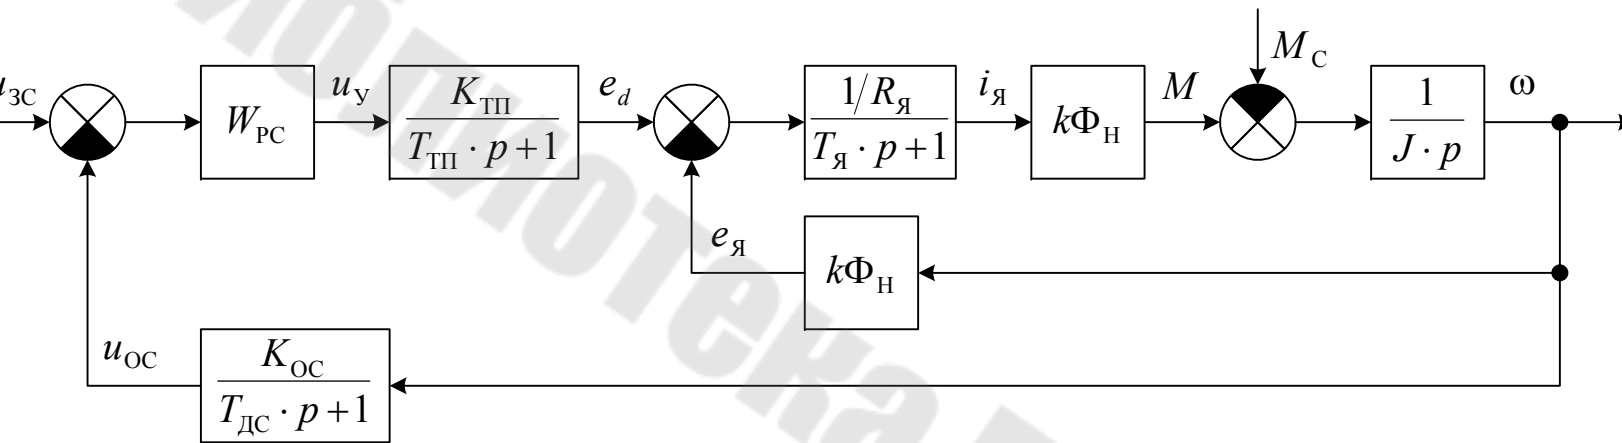 u_ЗС
W_РС
u_У
K_ТП
T_ТП · p + 1
e_d
1/R_Я
T_Я · p + 1
i_Я
kΦ_Н
M
M_С
1
J · p
ω
e_Я
kΦ_Н
u_ОС
K_ОС
T_ДС · p + 1